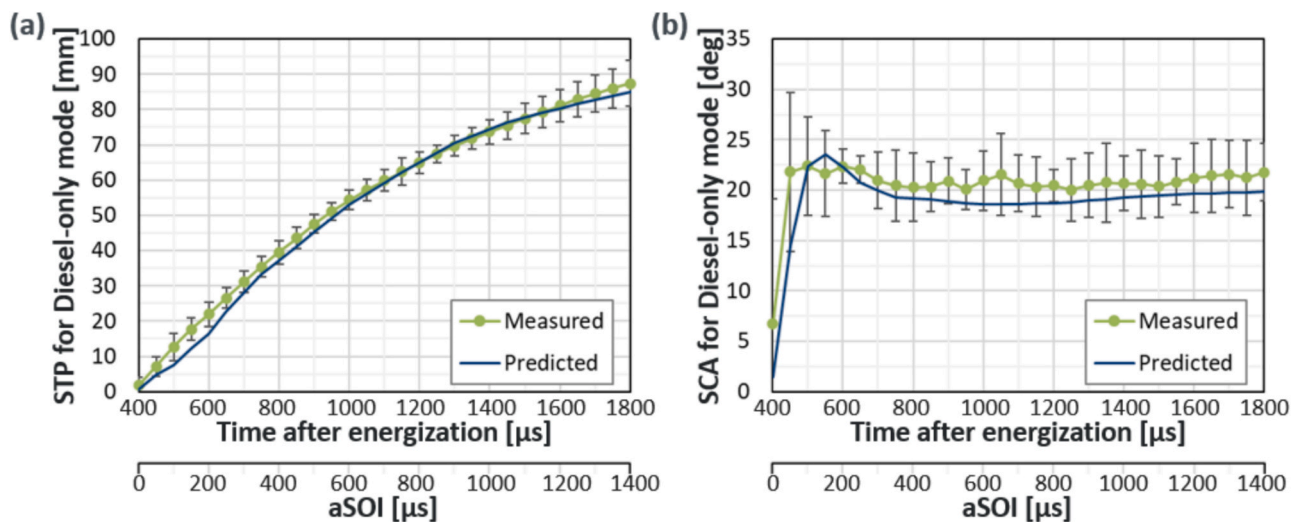 (a)
STP for Diesel-only mode [mm]
100
90
80
70
60
50
40
30
20
10
0
400 600 800 1000 1200 1400 1600 1800
Time after energization [µs]
Measured
Predicted
0 200 400 600 800 1000 1200 1400
aSOI [µs]
(b)
SCA for Diesel-only mode [deg]
35
30
25
20
15
10
5
0
400 600 800 1000 1200 1400 1600 1800
Time after energization [µs]
Measured
Predicted
0 200 400 600 800 1000 1200 1400
aSOI [µs]